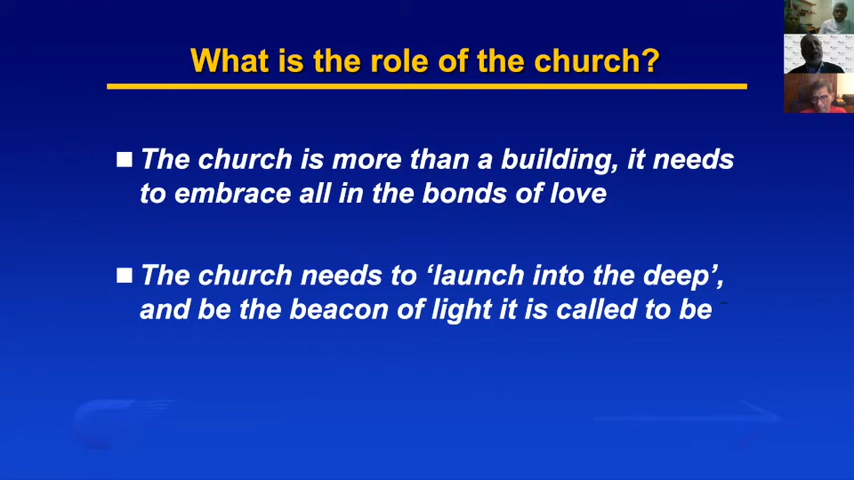 What is the role of the church?
■ The church is more than a building, it needs
to embrace all in the bonds of love
■ The church needs to ‘launch into the deep’,
and be the beacon of light it is called to be